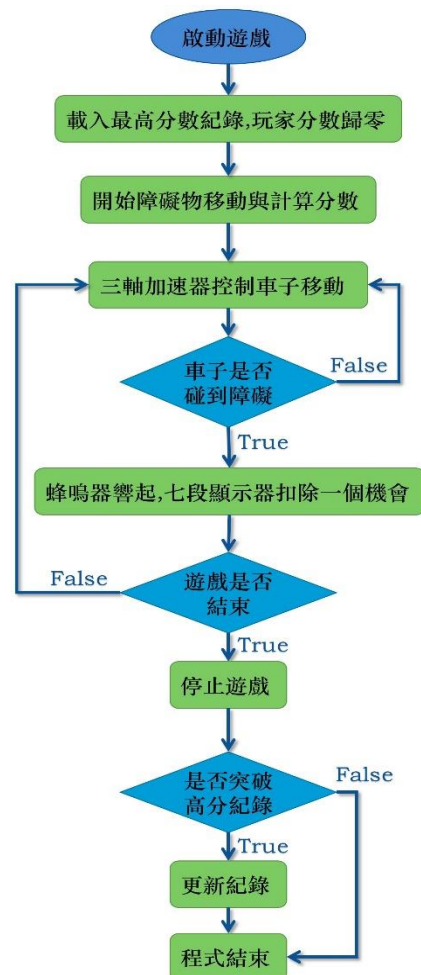 啟動遊戲
載入最高分數紀錄,玩家分數歸零
開始障礙物移動與計算分數
三軸加速器控制車子移動
車子是否
碰到障礙
False
True
蜂鳴器響起,七段顯示器扣除一個機會
False
遊戲是否
結束
True
停止遊戲
是否突破
高分紀錄
False
True
更新紀錄
程式結束